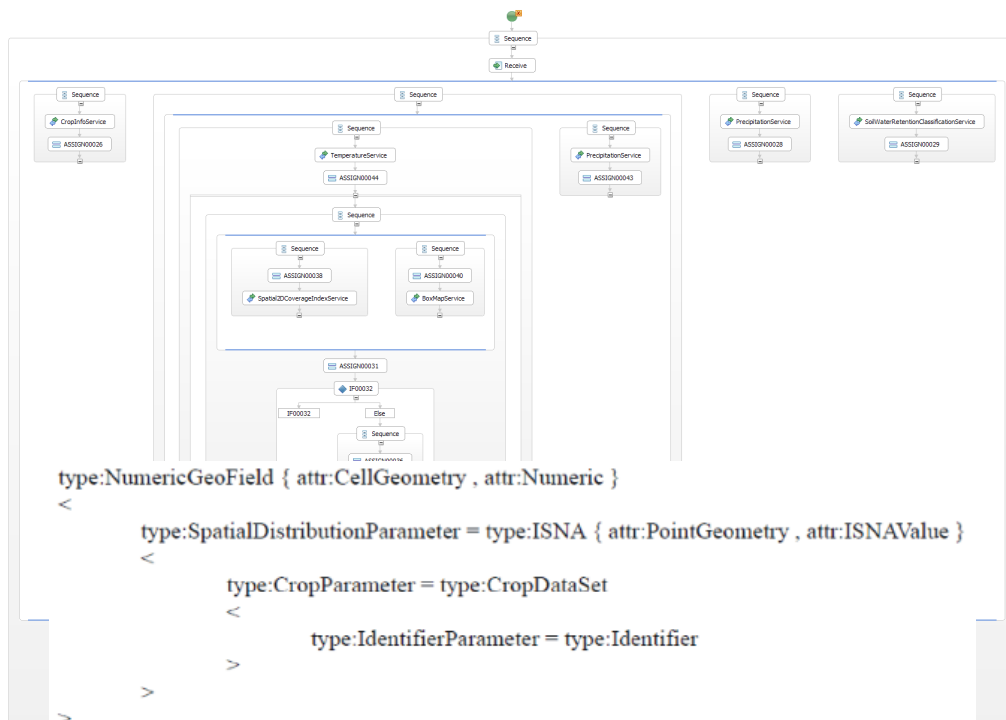 Sequence
Receive
Sequence
CropInfoService
ASSIGN00026
Sequence
Sequence
TemperatureService
ASSIGN00044
Sequence
Sequence
ASSIGN00038
Spatial2DCoverageIndexService
Sequence
ASSIGN00040
BoxMapService
ASSIGN00031
IF00032
IF00032
Else
Sequence
ASSIGN00036
Sequence
PrecipitationService
ASSIGN00043
Sequence
PrecipitationService
ASSIGN00028
Sequence
SoilWaterRetentionClassificationService
ASSIGN00029
type:NumericGeoField { attr:CellGeometry , attr:Numeric }
<
type:SpatialDistributionParameter = type:ISNA { attr:PointGeometry , attr:ISNAValue }
<
type:CropParameter = type:CropDataSet
<
type:IdentifierParameter = type:Identifier
>
>
>